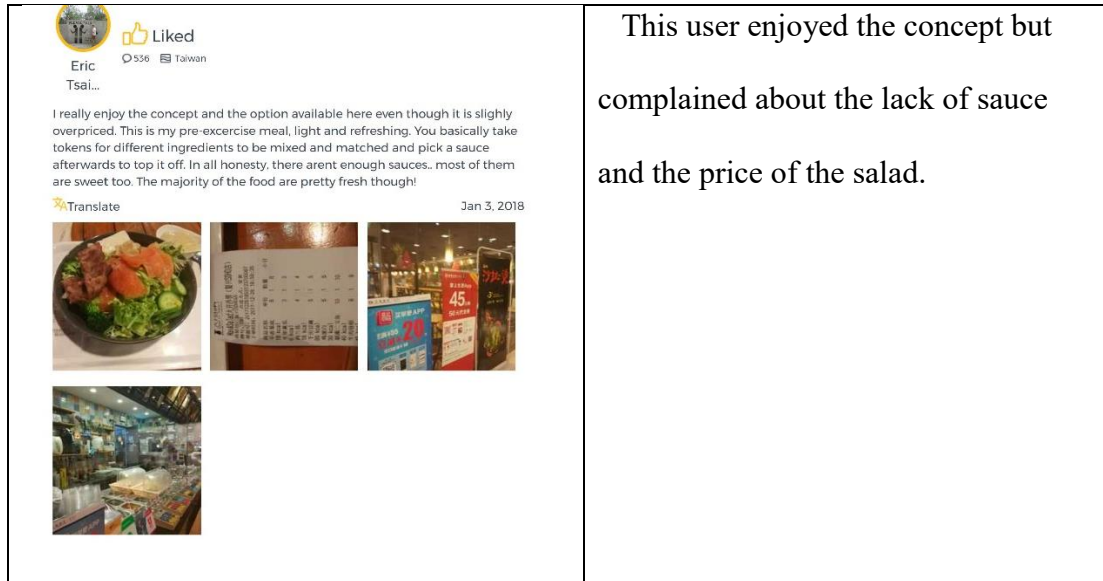 Liked
Eric
Tsai...
536 Taiwan
I really enjoy the concept and the option available here even though it is slighly
overpriced. This is my pre-excercise meal, light and refreshing. You basically take
tokens for different ingredients to be mixed and matched and pick a sauce
afterwards to top it off. In all honesty, there arent enough sauces.. most of them
are sweet too. The majority of the food are pretty fresh though!
Translate
Jan 3, 2018
45
20
This user enjoyed the concept but
complained about the lack of sauce
and the price of the salad.